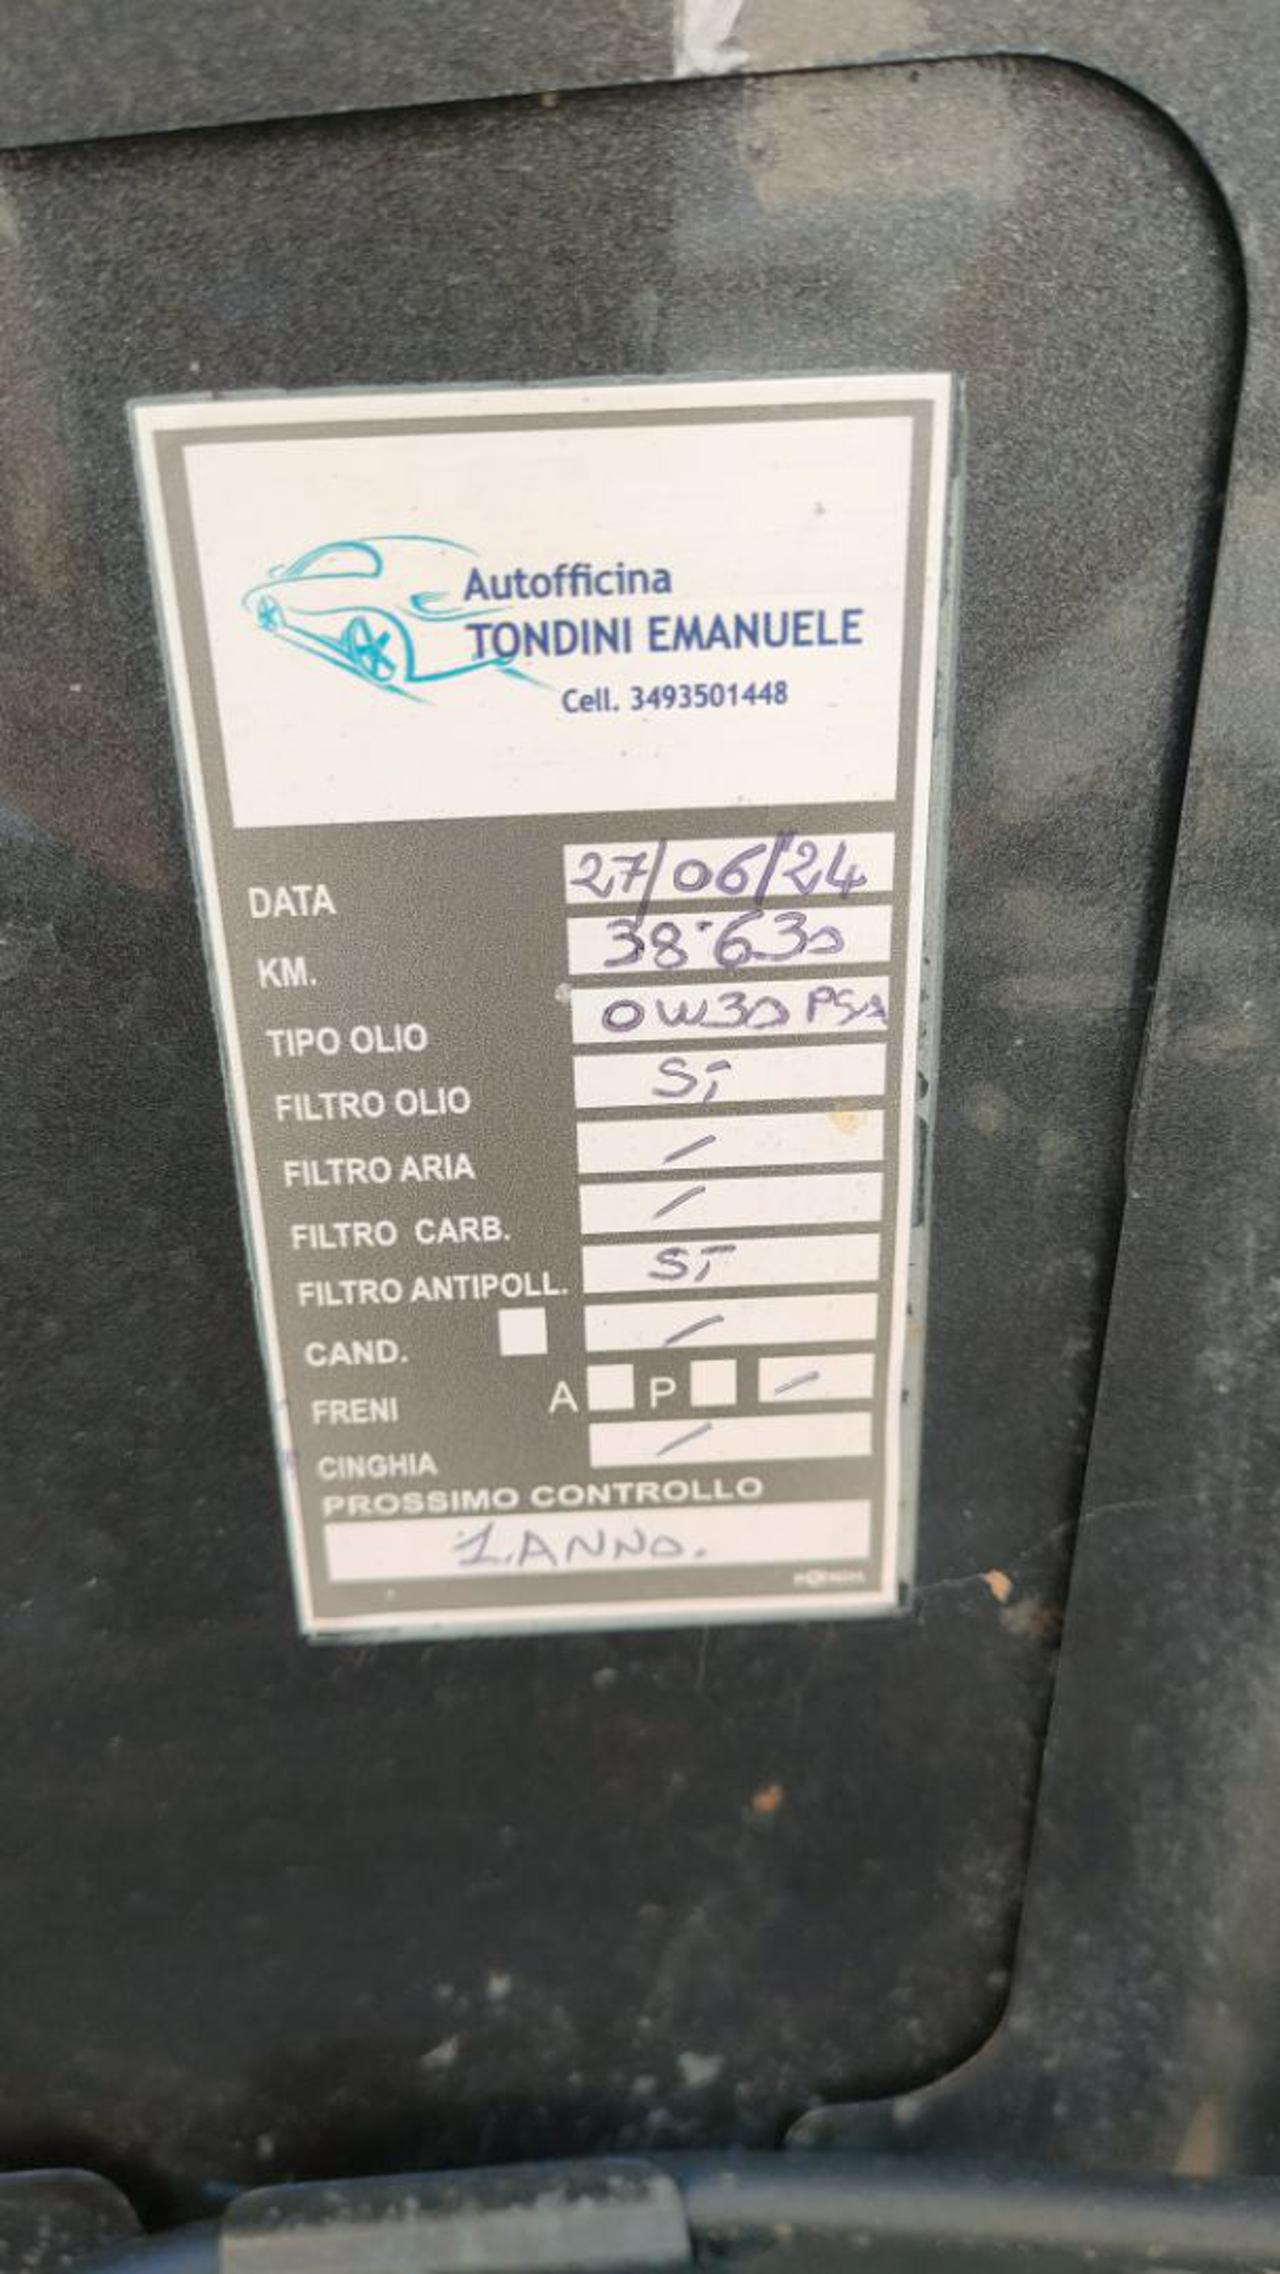 Autofficina
TONDINI EMANUELE
Cell. 3493501448
DATA 27/06/24
KM. 38.630
TIPO OLIO 0W30 PSA
FILTRO OLIO SI
FILTRO ARIA /
FILTRO CARB. /
FILTRO ANTIPOLL. SI
CAND. /
FRENI A P /
CINGHIA /
PROSSIMO CONTROLLO
1.ANNO.